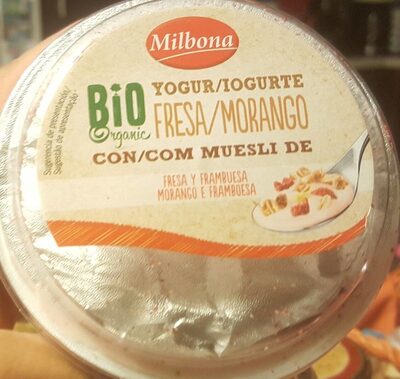 Milbona
BiO
Organic
YOGUR/IOGURTE
FRESA/MORANGO
CON/COM MUESLI DE
FRESA Y FRAMBUESA
MORANGO E FRAMBOESA
Sugerencia de presentación/
Sugestão de apresentação